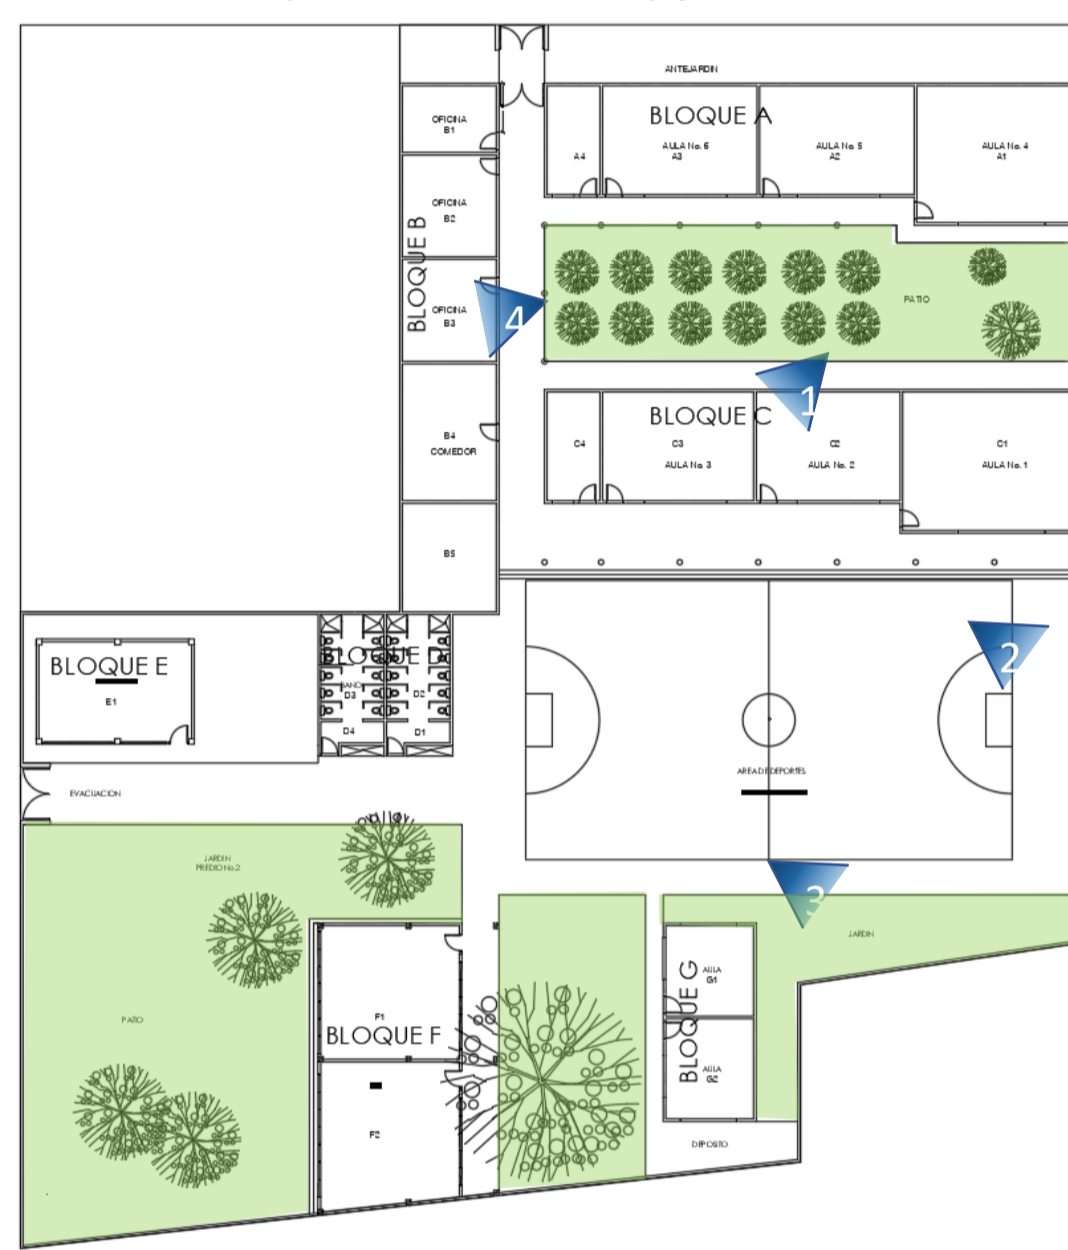 ANTEJARDIN
BLOQUE A
OFICINA
B1
A4
AULA No. 6
A3
AULA No. 5
A2
AULA No. 4
A1
OFICINA
B2
BLOQUE B
OFICINA
B3
4
PATIO
1
BLOQUE C
B4
COMEDOR
C4
C3
AULA No. 3
C2
AULA No. 2
C1
AULA No. 1
B5
BLOQUE E
E1
BLOQUE D
D3
D2
D4
D1
2
AREA DE DEPORTES
EVACUACION
JARDIN
PREDIO No.2
3
JARDIN
PATIO
F1
BLOQUE F
F2
BLOQUE G
AULA
G1
AULA
G2
DEPOSITO